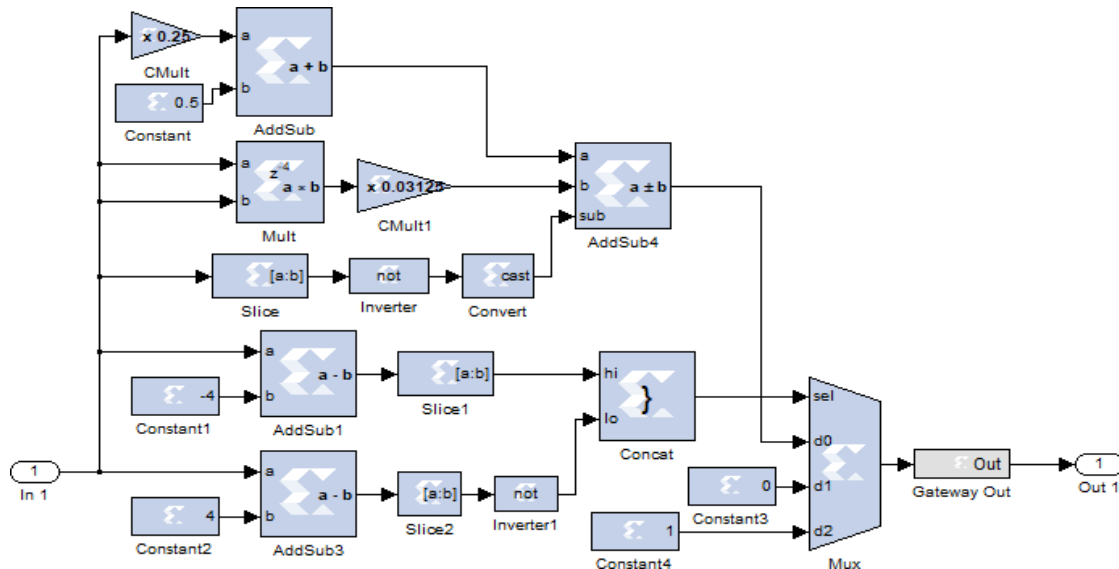 x 0.25
CMult
a
b
a + b
AddSub
0.5
Constant
a
b
z-4
a × b
Mult
x 0.03125
CMult1
a
b
sub
a ± b
AddSub4
[a:b]
Slice
not
Inverter
cast
Convert
a
b
a - b
AddSub1
-4
Constant1
[a:b]
Slice1
hi
lo
}
Concat
1
In 1
a
b
a - b
AddSub3
4
Constant2
[a:b]
Slice2
not
Inverter1
0
Constant3
1
Constant4
sel
d0
d1
d2
Mux
Out
Gateway Out
1
Out 1